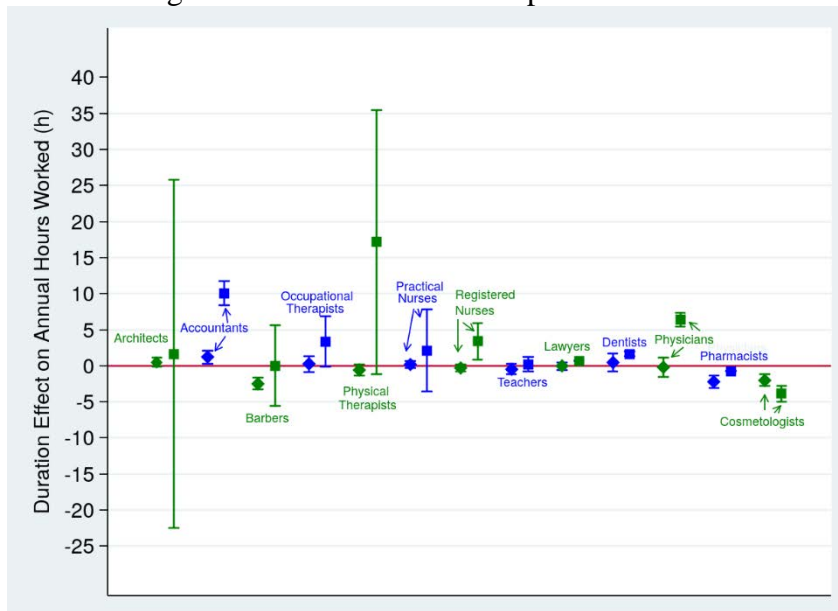 40
35
30
25
20
15
10
5
0
-5
-10
-15
-20
-25
Duration Effect on Annual Hours Worked (h)
Architects
Accountants
Barbers
Occupational
Therapists
Physical
Therapists
Practical
Nurses
Registered
Nurses
Teachers
Lawyers
Dentists
Physicians
Pharmacists
Cosmetologists